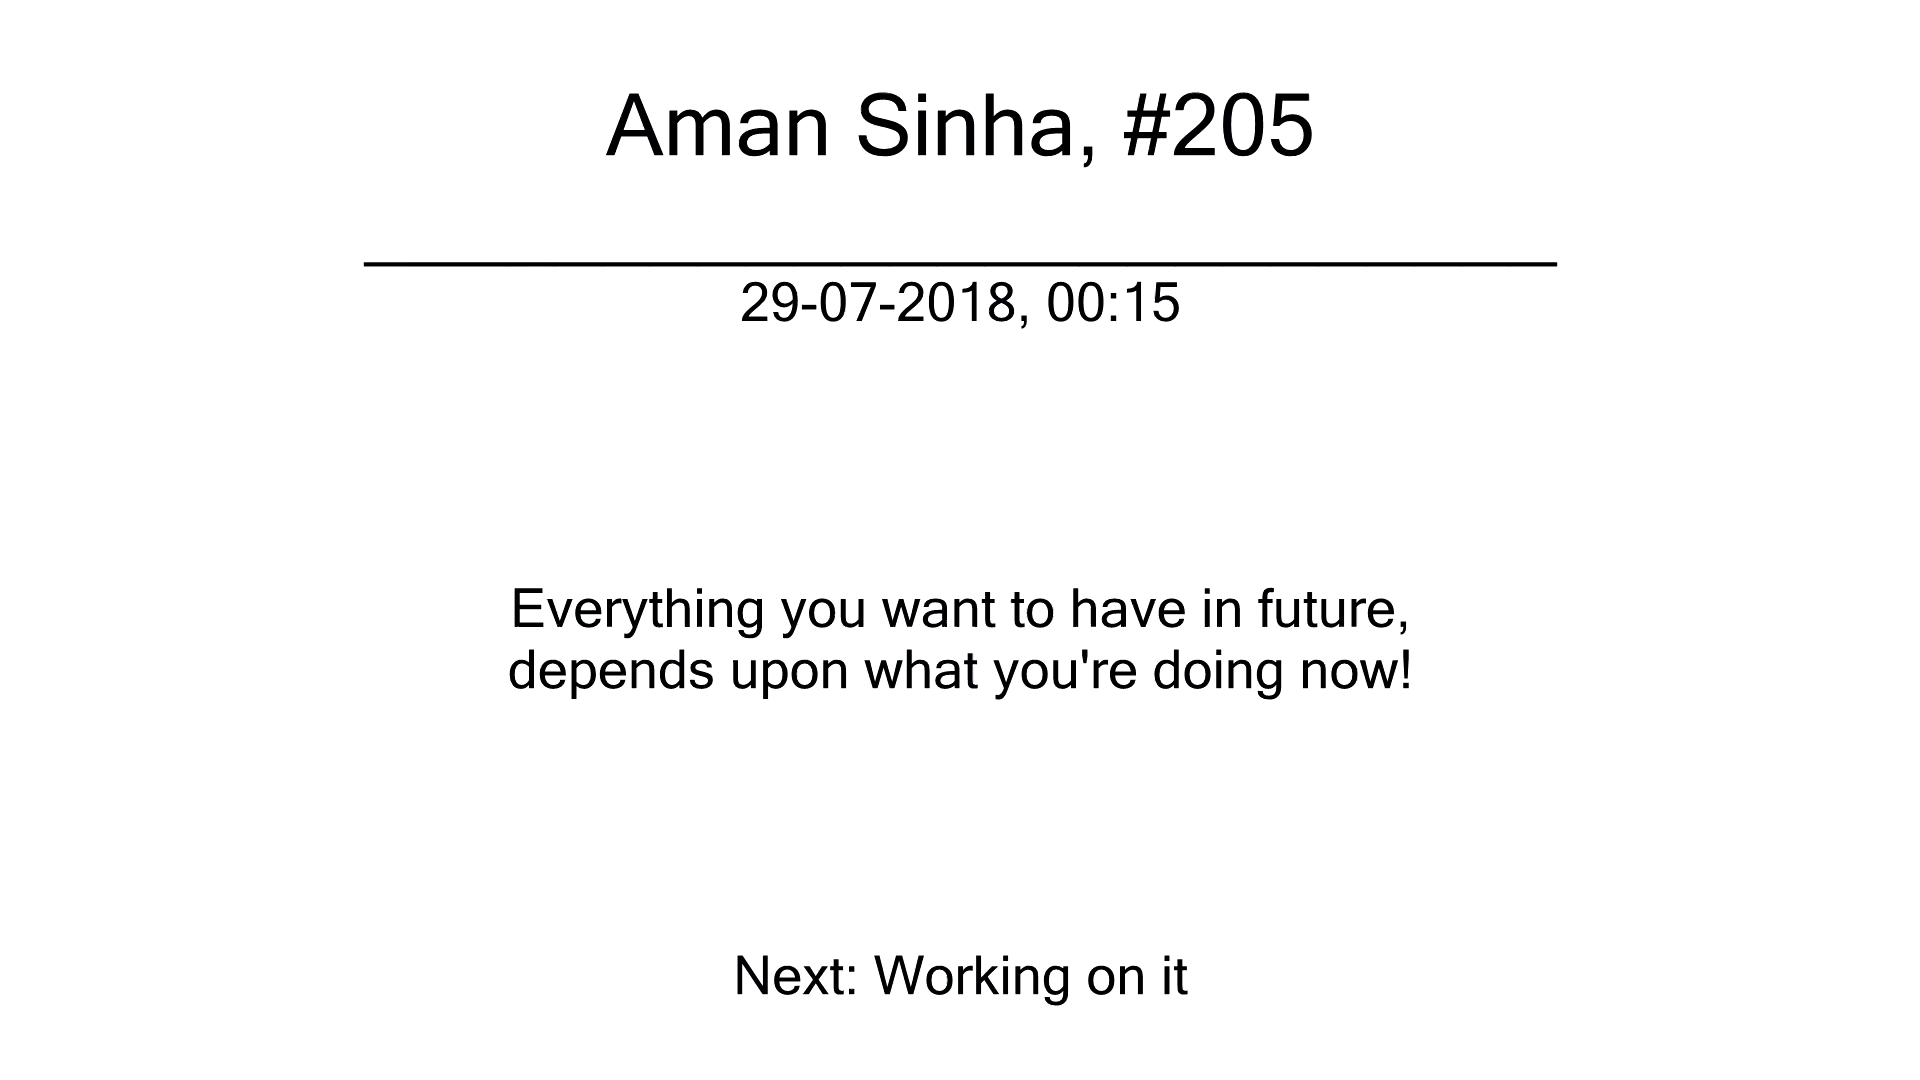 Aman Sinha, #205
29-07-2018, 00:15
Everything you want to have in future,
depends upon what you're doing now!
Next: Working on it